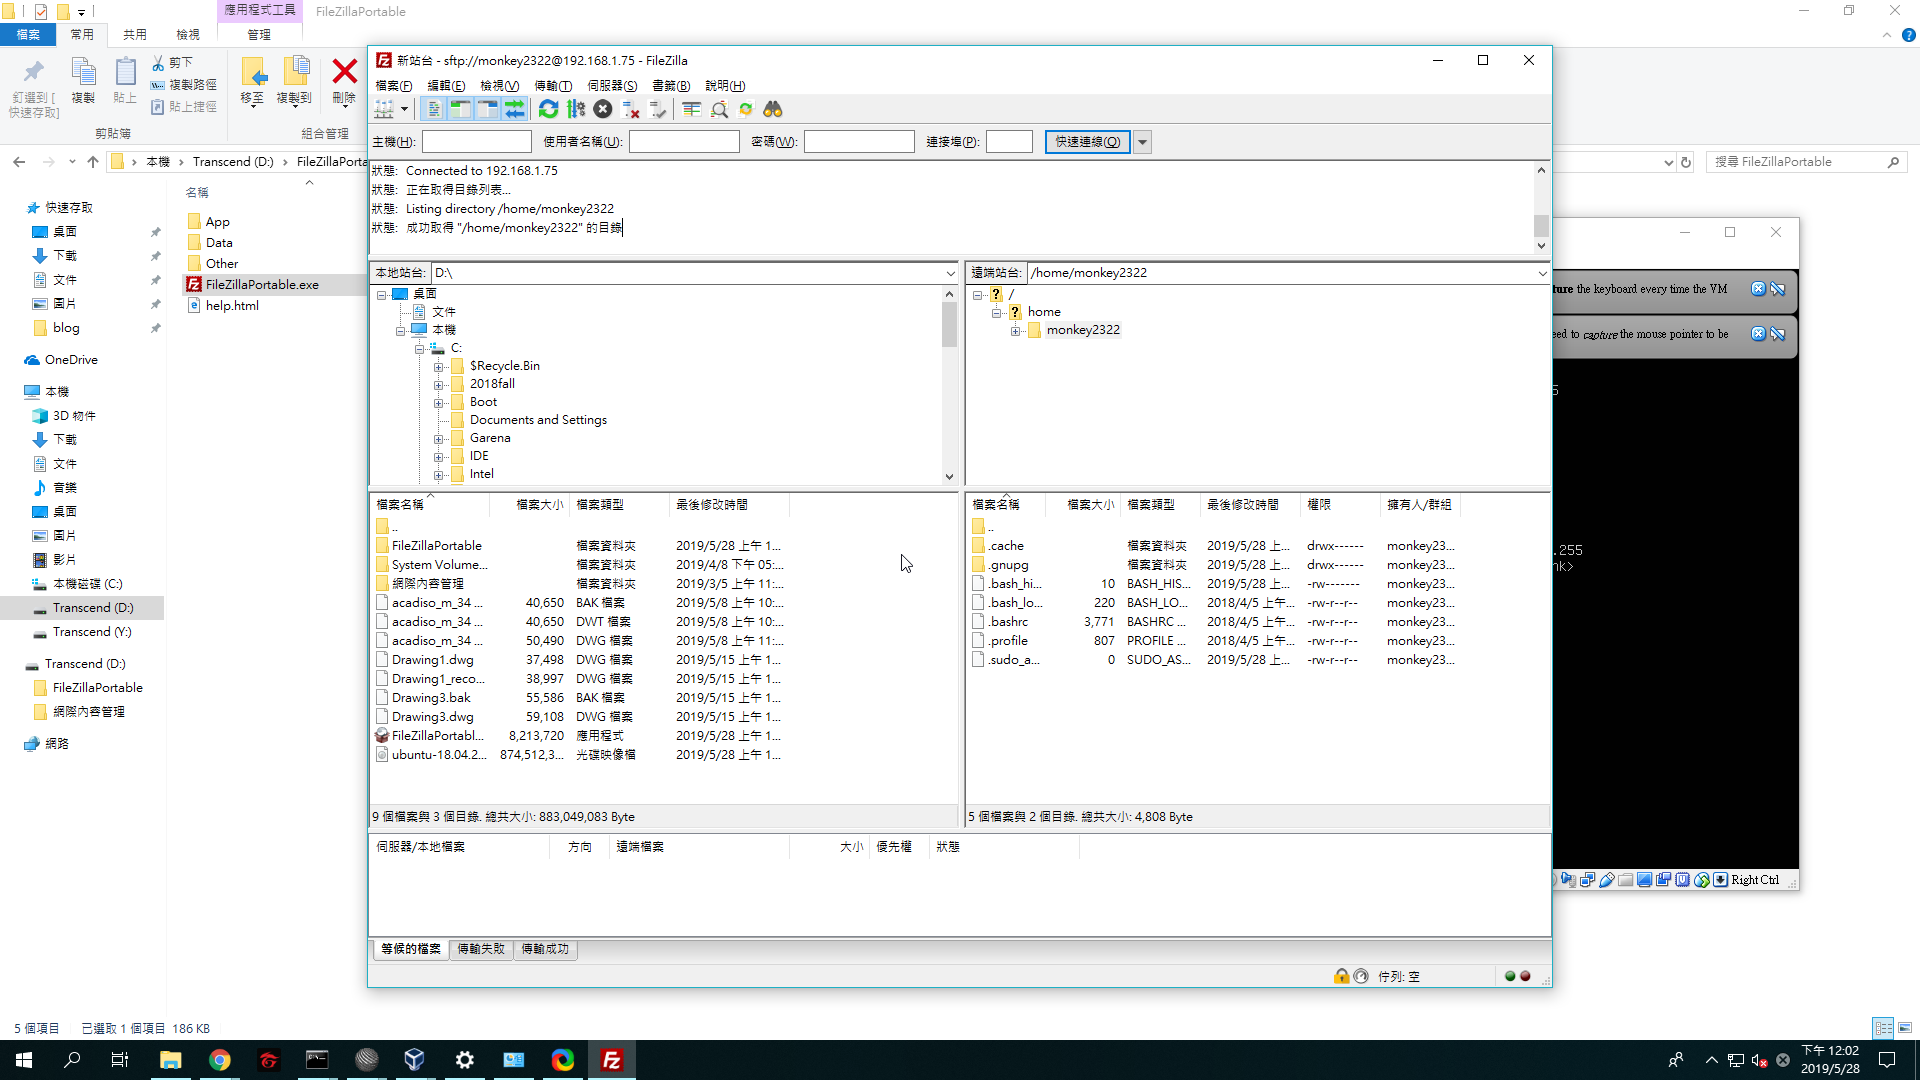 應用程式工具 FileZillaPortable
檔案 常用 共用 檢視 管理
釘選到 [快速存取]
複製
貼上
剪下
複製路徑
貼上捷徑
移至
複製到
刪除
剪貼簿
組合管理
本機 › Transcend (D:) › FileZillaPorta
搜尋 FileZillaPortable
快速存取
桌面
下載
文件
圖片
blog
OneDrive
本機
3D 物件
下載
文件
音樂
桌面
圖片
影片
本機磁碟 (C:)
Transcend (D:)
Transcend (Y:)
Transcend (D:)
FileZillaPortable
網際內容管理
網路
名稱
App
Data
Other
FileZillaPortable.exe
help.html
新站台 - sftp://monkey2322@192.168.1.75 - FileZilla
檔案(F) 編輯(E) 檢視(V) 傳輸(T) 伺服器(S) 書籤(B) 說明(H)
主機(H): 使用者名稱(U): 密碼(W): 連接埠(P): 快速連線(Q)
狀態: Connected to 192.168.1.75
狀態: 正在取得目錄列表...
狀態: Listing directory /home/monkey2322
狀態: 成功取得 "/home/monkey2322" 的目錄
本地站台: D:\
桌面
文件
本機
C:
$Recycle.Bin
2018fall
Boot
Documents and Settings
Garena
IDE
Intel
遠端站台: /home/monkey2322
/
home
monkey2322
檔案名稱 檔案大小 檔案類型 最後修改時間
..
FileZillaPortable 檔案資料夾 2019/5/28 上午 1...
System Volume... 檔案資料夾 2019/4/8 下午 05:...
網際內容管理 檔案資料夾 2019/3/5 上午 11:...
acadiso_m_34 ... 40,650 BAK 檔案 2019/5/8 上午 10:...
acadiso_m_34 ... 40,650 DWT 檔案 2019/5/8 上午 10:...
acadiso_m_34 ... 50,490 DWG 檔案 2019/5/8 上午 11:...
Drawing1.dwg 37,498 DWG 檔案 2019/5/15 上午 1...
Drawing1_reco... 38,997 DWG 檔案 2019/5/15 上午 1...
Drawing3.bak 55,586 BAK 檔案 2019/5/15 上午 1...
Drawing3.dwg 59,108 DWG 檔案 2019/5/15 上午 1...
FileZillaPortabl... 8,213,720 應用程式 2019/5/28 上午 1...
ubuntu-18.04.2... 874,512,3... 光碟映像檔 2019/5/28 上午 1...
9 個檔案與 3 個目錄. 總共大小: 883,049,083 Byte
檔案名稱 檔案大小 檔案類型 最後修改時間 權限 擁有人/群組
..
.cache 檔案資料夾 2019/5/28 上... drwx------ monkey23...
.gnupg 檔案資料夾 2019/5/28 上... drwx------ monkey23...
.bash_hi... 10 BASH_HIS... 2019/5/28 上... -rw------- monkey23...
.bash_lo... 220 BASH_LO... 2018/4/5 上午... -rw-r--r-- monkey23...
.bashrc 3,771 BASHRC ... 2018/4/5 上午... -rw-r--r-- monkey23...
.profile 807 PROFILE ... 2018/4/5 上午... -rw-r--r-- monkey23...
.sudo_a... 0 SUDO_AS... 2019/5/28 上... -rw-r--r-- monkey23...
5 個檔案與 2 個目錄. 總共大小: 4,808 Byte
伺服器/本地檔案 方向 遠端檔案 大小 優先權 狀態
等候的檔案 傳輸失敗 傳輸成功
佇列: 空
ture the keyboard every time the VM
eed to capture the mouse pointer to be
5
.255
nk>
Right Ctrl
5 個項目 已選取 1 個項目 186 KB
下午 12:02
2019/5/28